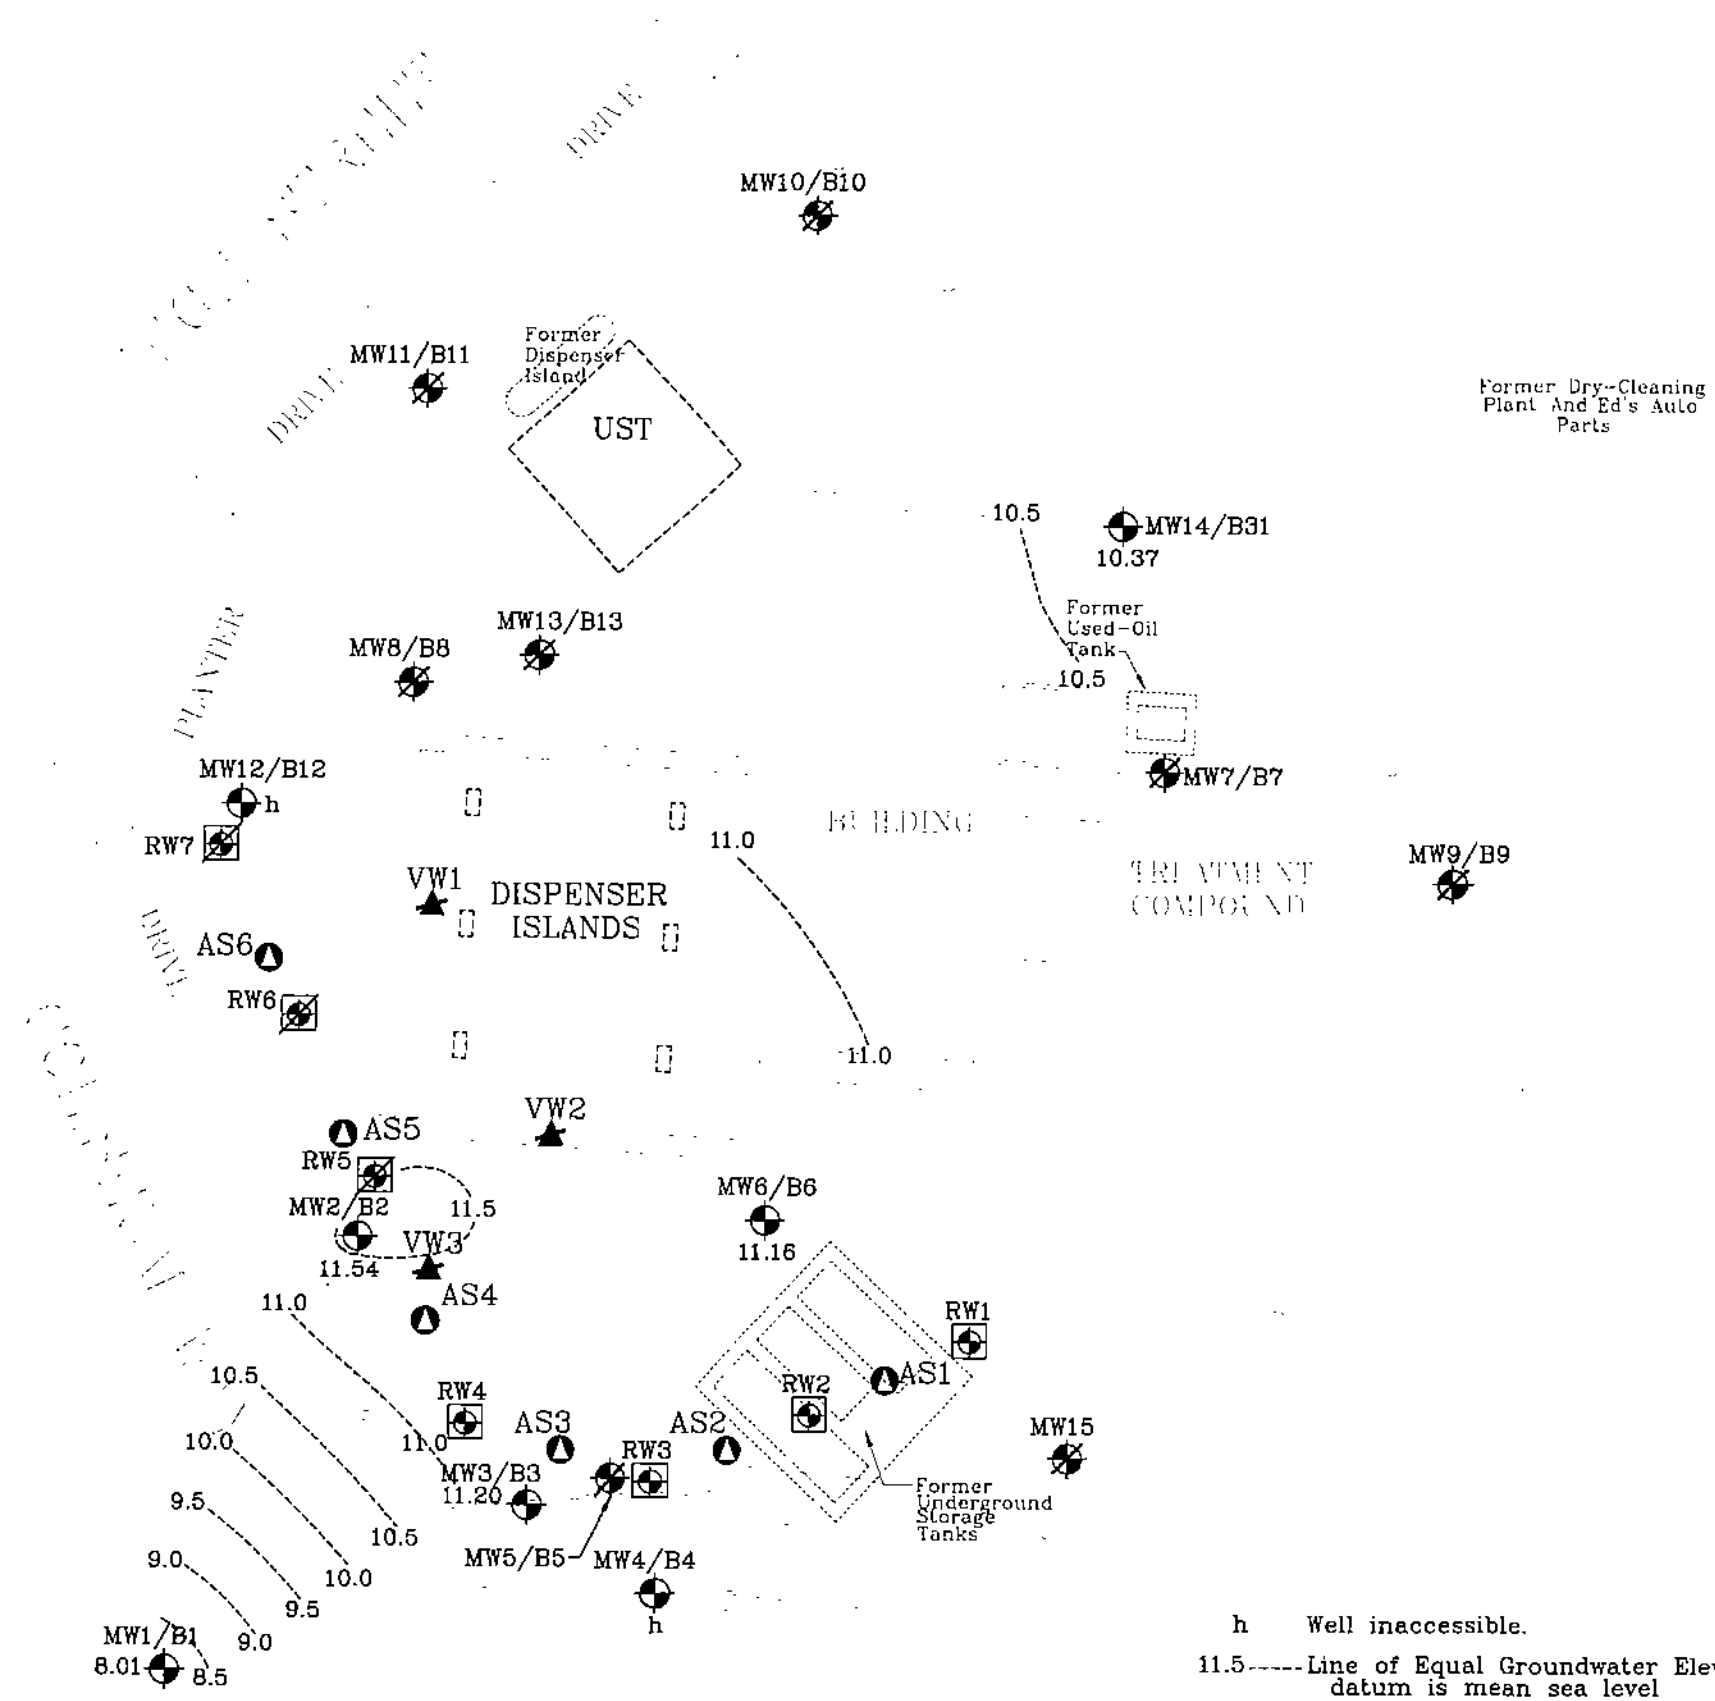 DRIVE
MW10/B10
Former
Dispenser
Island
MW11/B11
DRIVE
UST
Former Dry-Cleaning
Plant And Ed's Auto
Parts
10.5
MW14/B31
10.37
Former
Used-Oil
Tank
10.5
MW13/B13
MW8/B8
PLANTER
MW12/B12
h
RW7
MW7/B7
BUILDING
11.0
TREATMENT
COMPOUND
MW9/B9
VW1
DISPENSER
ISLANDS
AS6
DRIVE
RW6
11.0
VW2
AS5
RW5
MW2/B2
11.5
MW6/B6
11.16
VW3
11.54
AS4
11.0
RW1
10.5
RW4
RW2
AS1
AS3
AS2
MW15
10.0
11.0
RW3
MW3/B3
11.20
Former
Underground
Storage
Tanks
9.5
10.5
MW5/B5
MW4/B4
h
9.0
10.0
9.5
MW1/B1
8.01
9.0
8.5
h Well inaccessible.
11.5 Line of Equal Groundwater
datum is mean sea level